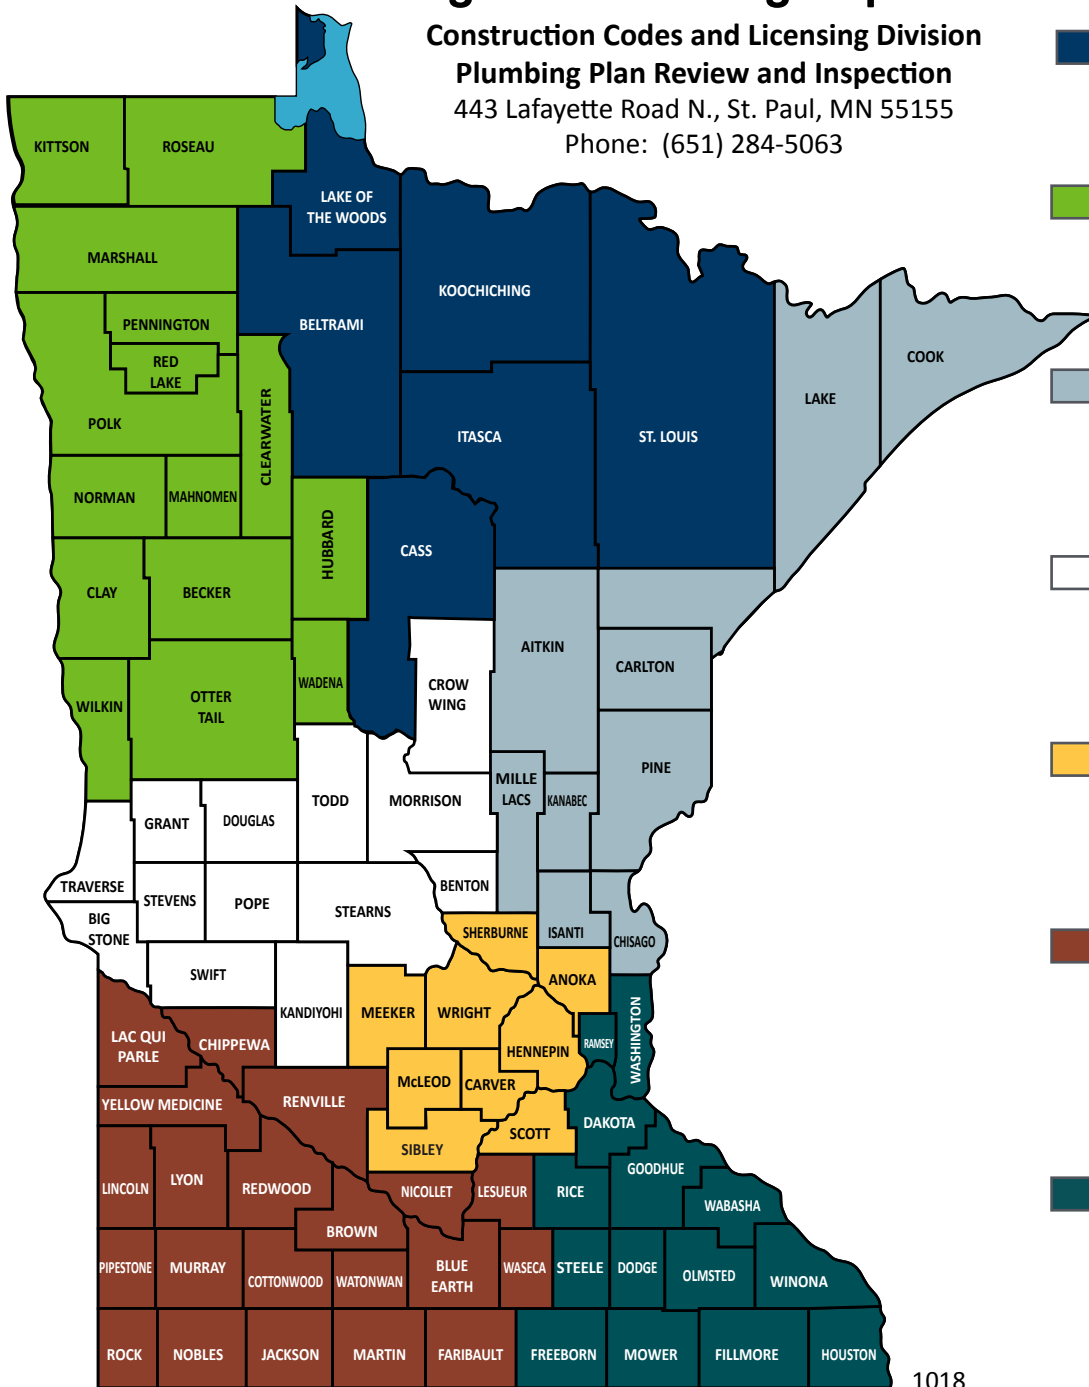 Construction Codes and Licensing Division
Plumbing Plan Review and Inspection
443 Lafayette Road N., St. Paul, MN 55155
Phone: (651) 284-5063
KITTSON
ROSEAU
LAKE OF
THE WOODS
MARSHALL
KOOCHICHING
PENNINGTON
BELTRAMI
RED
LAKE
COOK
LAKE
POLK
CLEARWATER
ITASCA
ST. LOUIS
NORMAN
MAHNOMEN
HUBBARD
CASS
CLAY
BECKER
AITKIN
CARLTON
WADENA
CROW
WING
OTTER
TAIL
WILKIN
PINE
MILLE
LACS
KANABEC
TODD
MORRISON
GRANT
DOUGLAS
TRAVERSE
BENTON
STEVENS
POPE
STEARNS
BIG
STONE
SHERBURNE
ISANTI
CHISAGO
SWIFT
ANOKA
KANDIYOHI
MEEKER
WRIGHT
WASHINGTON
LAC QUI
PARLE
CHIPPEWA
HENNEPIN
RAMSEY
McLEOD
CARVER
YELLOW MEDICINE
RENVILLE
DAKOTA
SCOTT
SIBLEY
GOODHUE
LINCOLN
LYON
REDWOOD
NICOLLET
LESUEUR
RICE
WABASHA
BROWN
PIPESTONE
MURRAY
COTTONWOOD
WATONWAN
BLUE
EARTH
WASECA
STEELE
DODGE
OLMSTED
WINONA
ROCK
NOBLES
JACKSON
MARTIN
FARIBAULT
FREEBORN
MOWER
FILLMORE
HOUSTON
1018